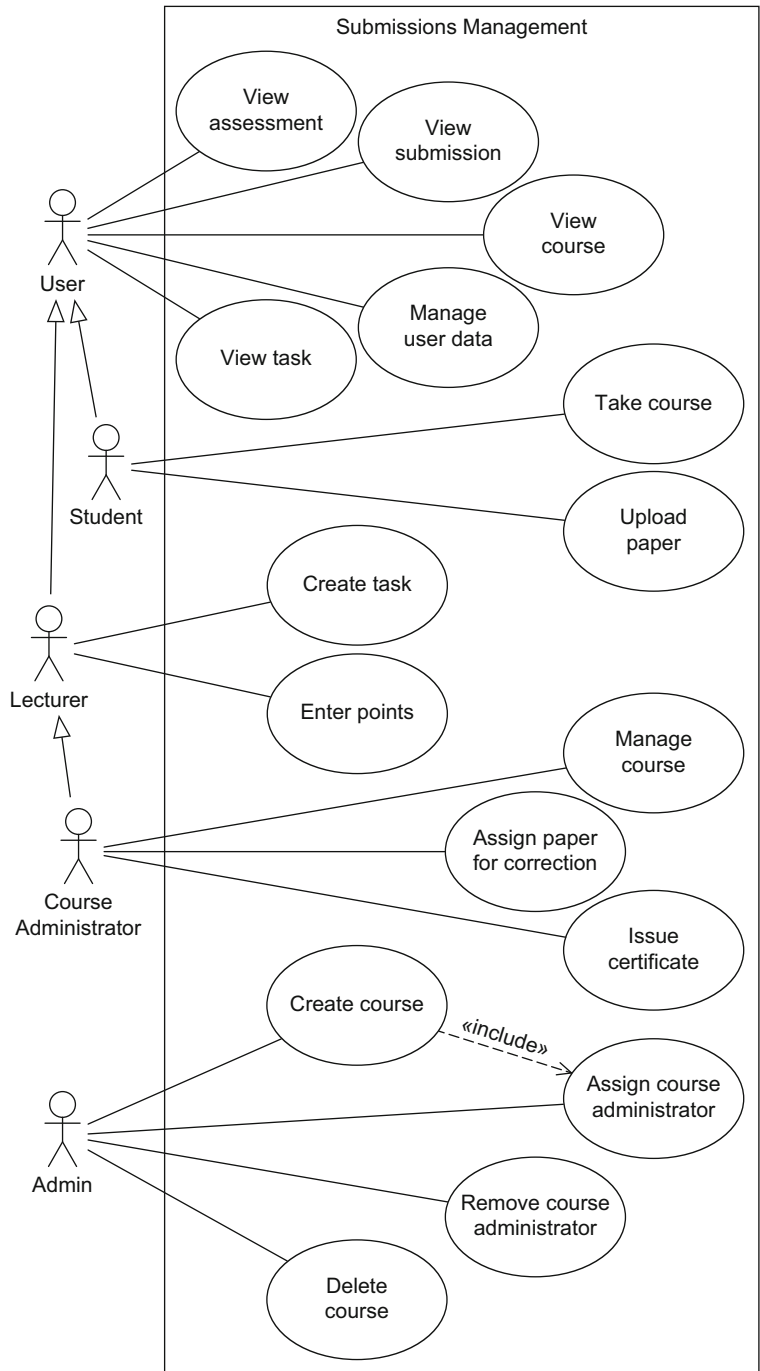 Submissions Management
View
assessment
View
submission
View
course
User
Manage
user data
View task
Take course
Student
Upload
paper
Create task
Lecturer
Enter points
Manage
course
Assign paper
for correction
Course
Administrator
Issue
certificate
Create course
«include»
Assign course
administrator
Admin
Remove course
administrator
Delete
course